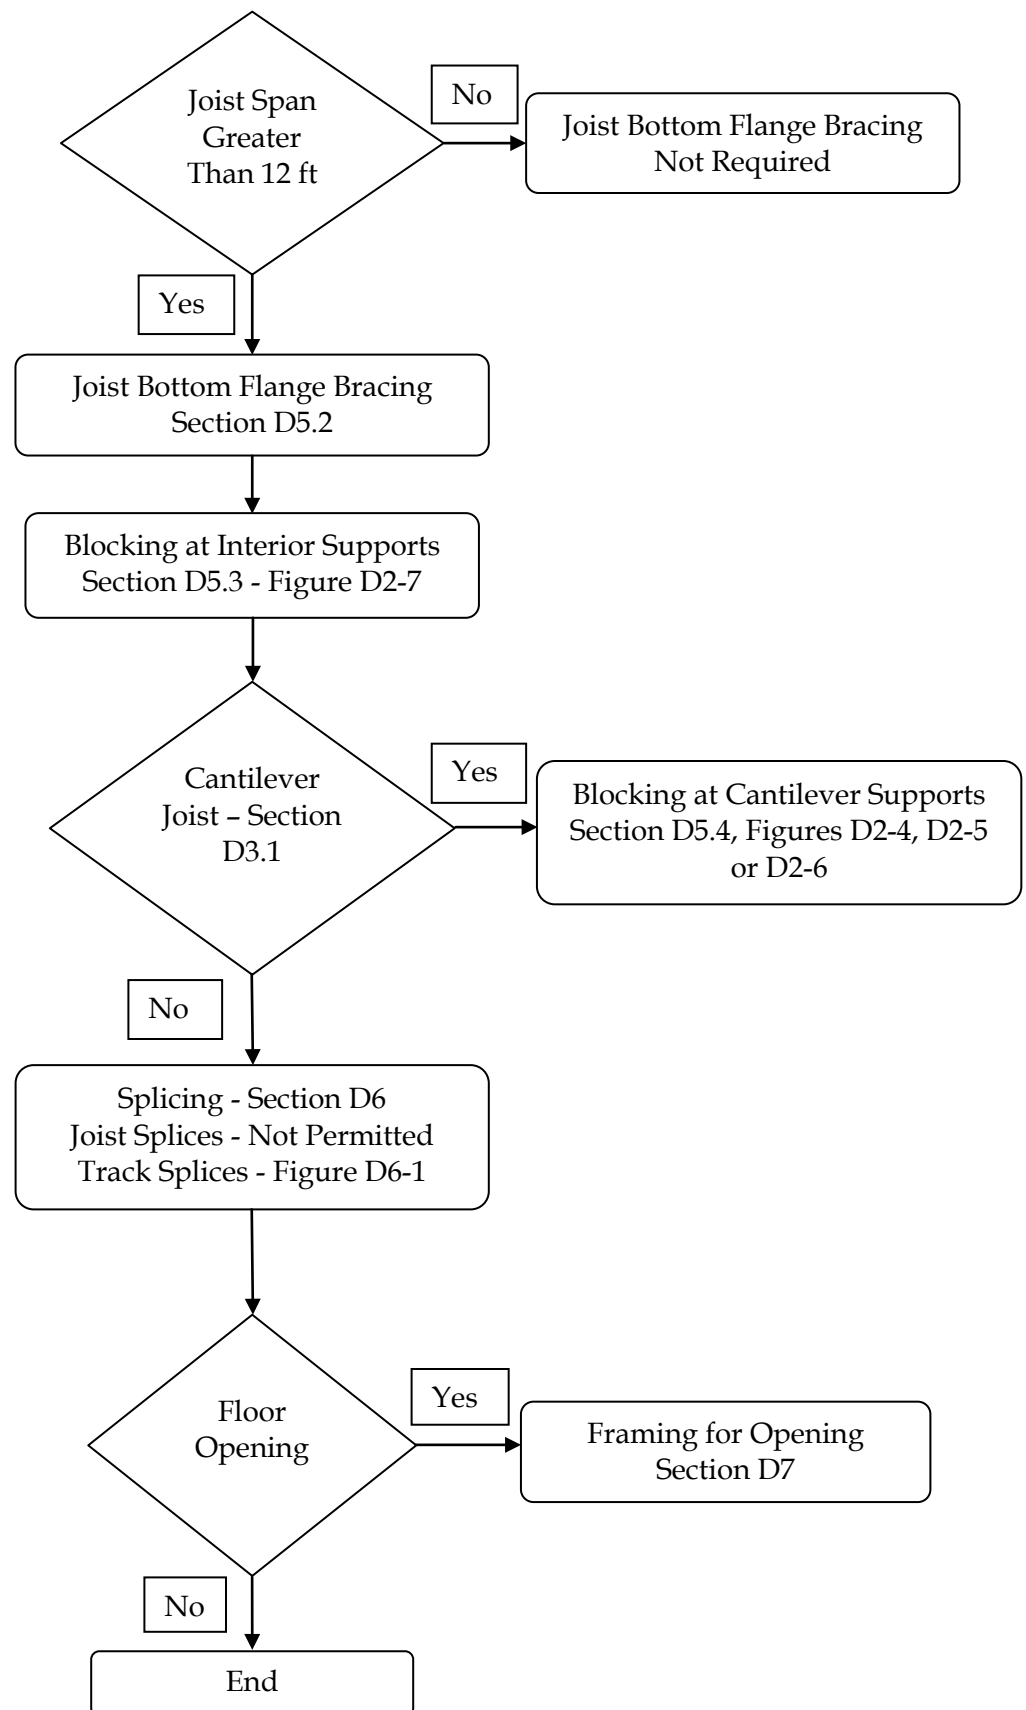 Joist Span
Greater
Than 12 ft
No
Joist Bottom Flange Bracing
Not Required
Yes
Joist Bottom Flange Bracing
Section D5.2
Blocking at Interior Supports
Section D5.3 - Figure D2-7
Cantilever
Joist – Section
D3.1
Yes
Blocking at Cantilever Supports
Section D5.4, Figures D2-4, D2-5
or D2-6
No
Splicing - Section D6
Joist Splices - Not Permitted
Track Splices - Figure D6-1
Floor
Opening
Yes
Framing for Opening
Section D7
No
End